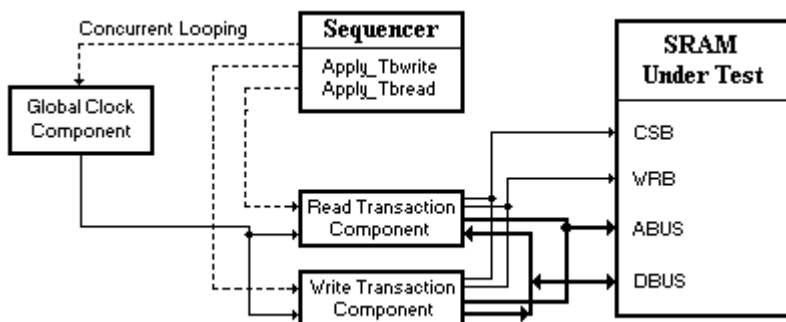 Concurrent Looping
Sequencer
Apply_Tbwrite
Apply_Tbread
SRAM
Under Test
Global Clock
Component
CSB
WRB
Read Transaction
Component
ABUS
DBUS
Write Transaction
Component